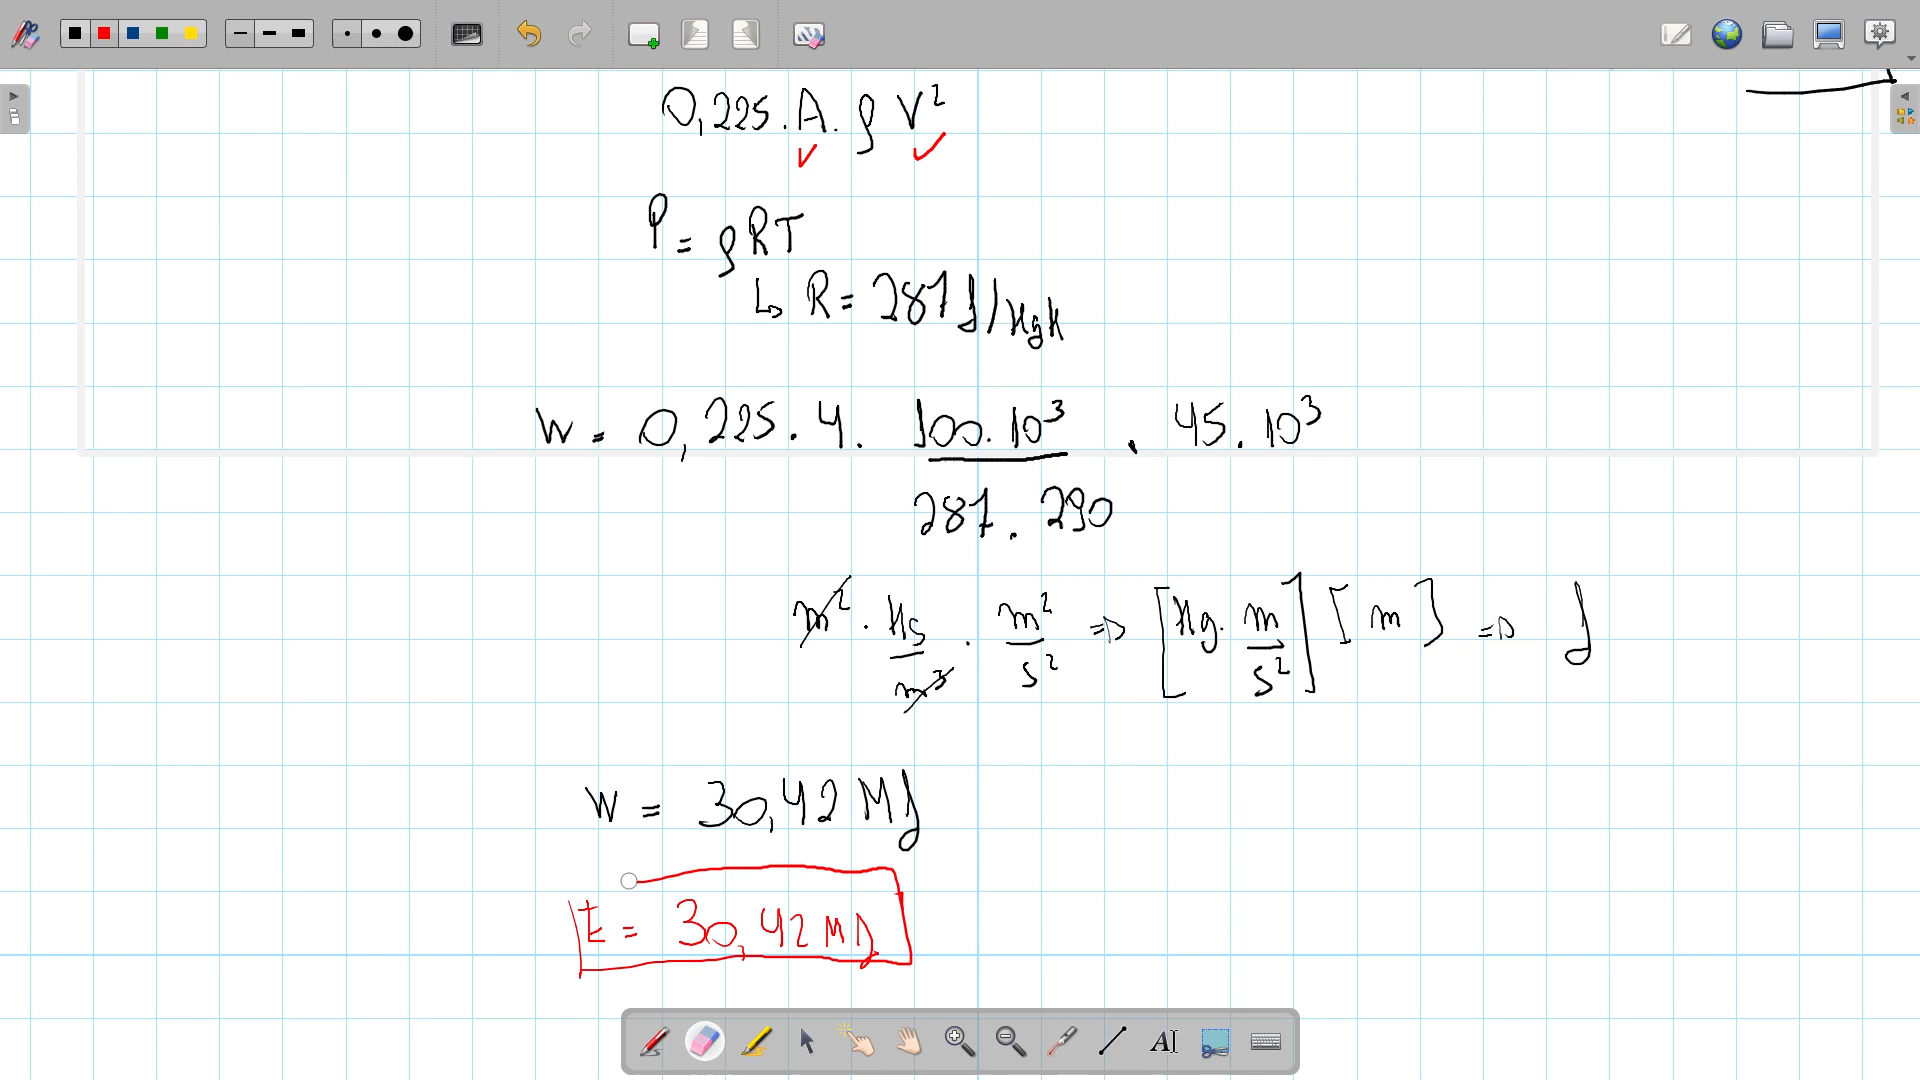 0,225 . A . ρ V²
P = ρRT
↳ R = 287 J/kgK
W = 0,225 . 4 . 100 . 10³ / 287 . 290 . 45 . 10³
m² . kg/m³ . m²/s² => [kg . m/s²] [m] => J
W = 30,42 MJ
E = 30,42 MJ